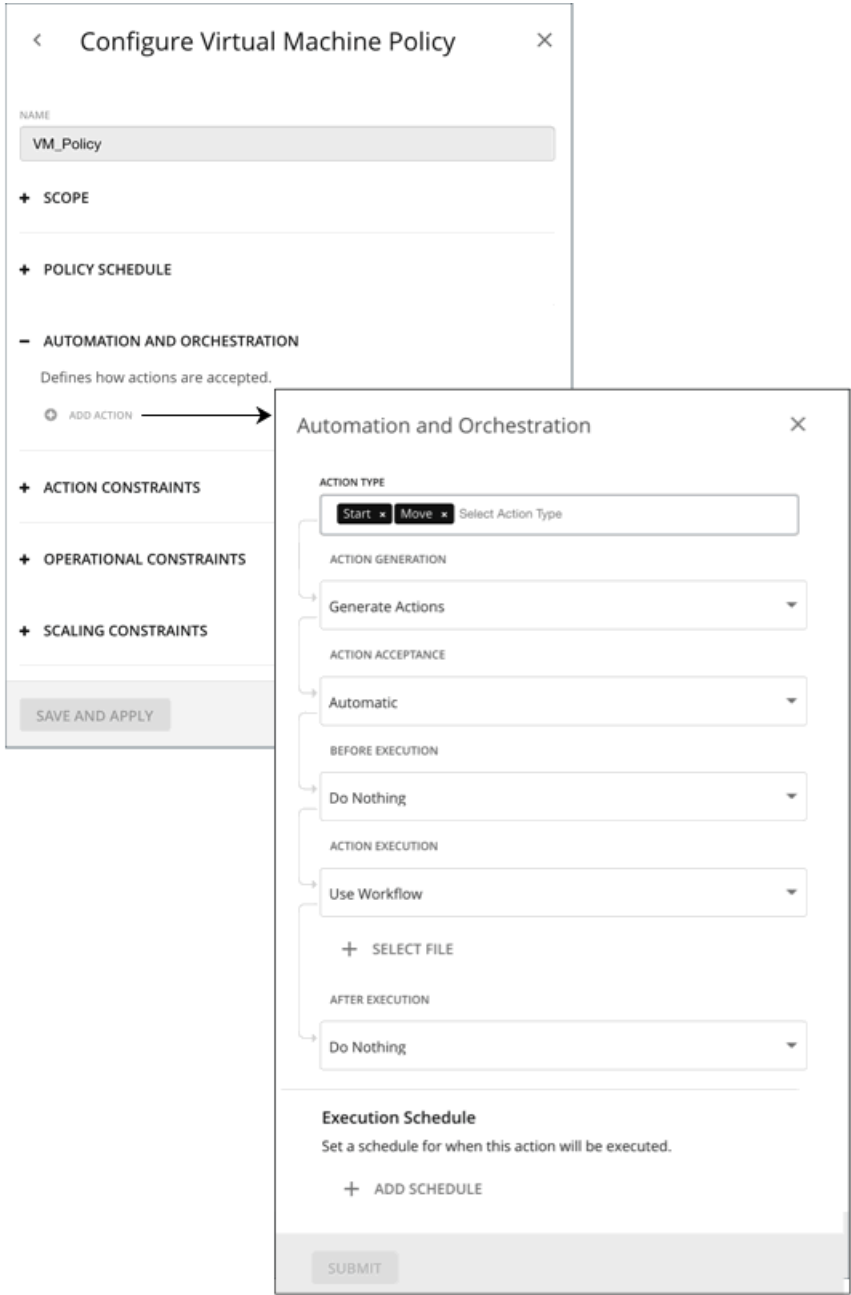 Configure Virtual Machine Policy
NAME
VM_Policy
SCOPE
POLICY SCHEDULE
AUTOMATION AND ORCHESTRATION
Defines how actions are accepted.
ADD ACTION
ACTION CONSTRAINTS
OPERATIONAL CONSTRAINTS
SCALING CONSTRAINTS
SAVE AND APPLY
Automation and Orchestration
ACTION TYPE
Start × Move × Select Action Type
ACTION GENERATION
Generate Actions
ACTION ACCEPTANCE
Automatic
BEFORE EXECUTION
Do Nothing
ACTION EXECUTION
Use Workflow
SELECT FILE
AFTER EXECUTION
Do Nothing
Execution Schedule
Set a schedule for when this action will be executed.
ADD SCHEDULE
SUBMIT